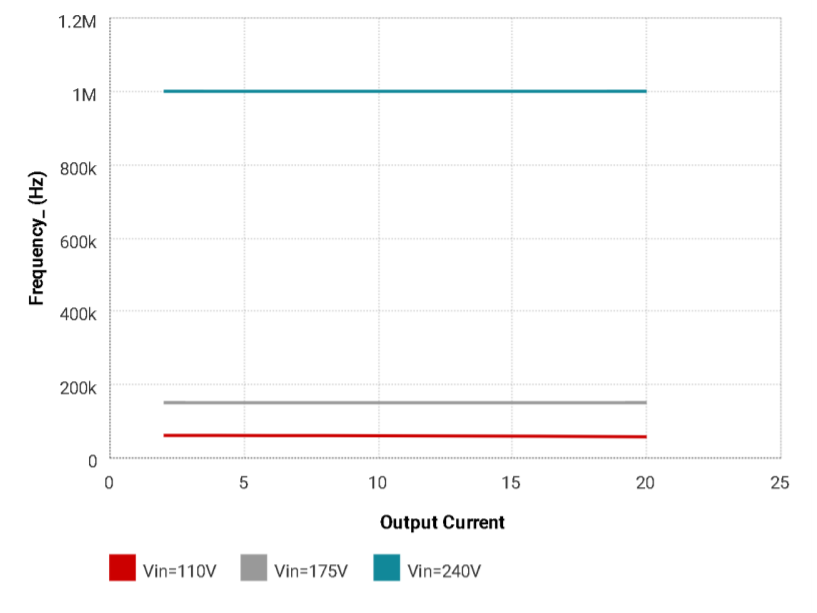 1.2M
1M
800k
600k
400k
200k
0
Frequency_ (Hz)
0 5 10 15 20 25
Output Current
Vin=110V Vin=175V Vin=240V